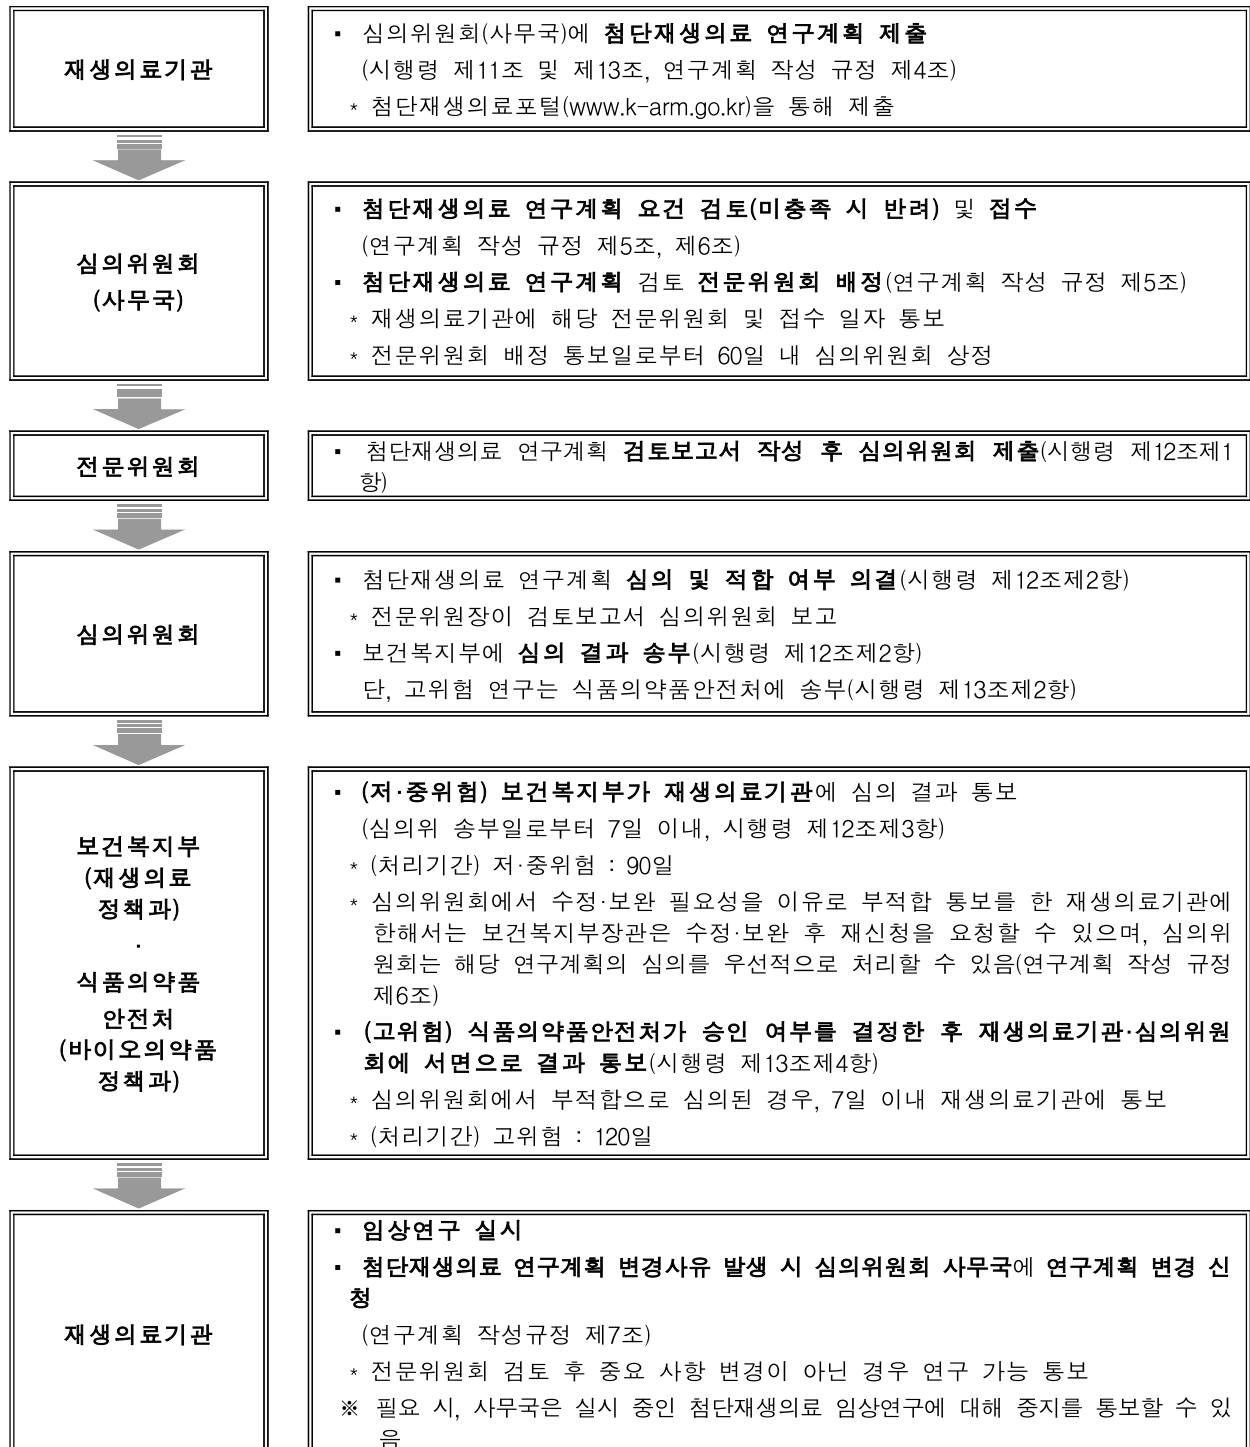 재생의료기관
▪ 심의위원회(사무국)에 첨단재생의료 연구계획 제출
(시행령 제11조 및 제13조, 연구계획 작성 규정 제4조)
* 첨단재생의료포털(www.k-arm.go.kr)을 통해 제출
심의위원회
(사무국)
▪ 첨단재생의료 연구계획 요건 검토(미충족 시 반려) 및 접수
(연구계획 작성 규정 제5조, 제6조)
▪ 첨단재생의료 연구계획 검토 전문위원회 배정(연구계획 작성 규정 제5조)
* 재생의료기관에 해당 전문위원회 및 접수 일자 통보
* 전문위원회 배정 통보일로부터 60일 내 심의위원회 상정
전문위원회
▪ 첨단재생의료 연구계획 검토보고서 작성 후 심의위원회 제출(시행령 제12조제1
항)
심의위원회
▪ 첨단재생의료 연구계획 심의 및 적합 여부 의결(시행령 제12조제2항)
* 전문위원장이 검토보고서 심의위원회 보고
▪ 보건복지부에 심의 결과 송부(시행령 제12조제2항)
단, 고위험 연구는 식품의약품안전처에 송부(시행령 제13조제2항)
보건복지부
(재생의료
정책과)
·
식품의약품
안전처
(바이오의약품
정책과)
▪ (저·중위험) 보건복지부가 재생의료기관에 심의 결과 통보
(심의위 송부일로부터 7일 이내, 시행령 제12조제3항)
* (처리기간) 저·중위험 : 90일
* 심의위원회에서 수정·보완 필요성을 이유로 부적합 통보를 한 재생의료기관에
한해서는 보건복지부장관은 수정·보완 후 재신청을 요청할 수 있으며, 심의위
원회는 해당 연구계획의 심의를 우선적으로 처리할 수 있음(연구계획 작성 규정
제6조)
▪ (고위험) 식품의약품안전처가 승인 여부를 결정한 후 재생의료기관·심의위원
회에 서면으로 결과 통보(시행령 제13조제4항)
* 심의위원회에서 부적합으로 심의된 경우, 7일 이내 재생의료기관에 통보
* (처리기간) 고위험 : 120일
재생의료기관
▪ 임상연구 실시
▪ 첨단재생의료 연구계획 변경사유 발생 시 심의위원회 사무국에 연구계획 변경 신
청
(연구계획 작성규정 제7조)
* 전문위원회 검토 후 중요 사항 변경이 아닌 경우 연구 가능 통보
※ 필요 시, 사무국은 실시 중인 첨단재생의료 임상연구에 대해 중지를 통보할 수 있
음